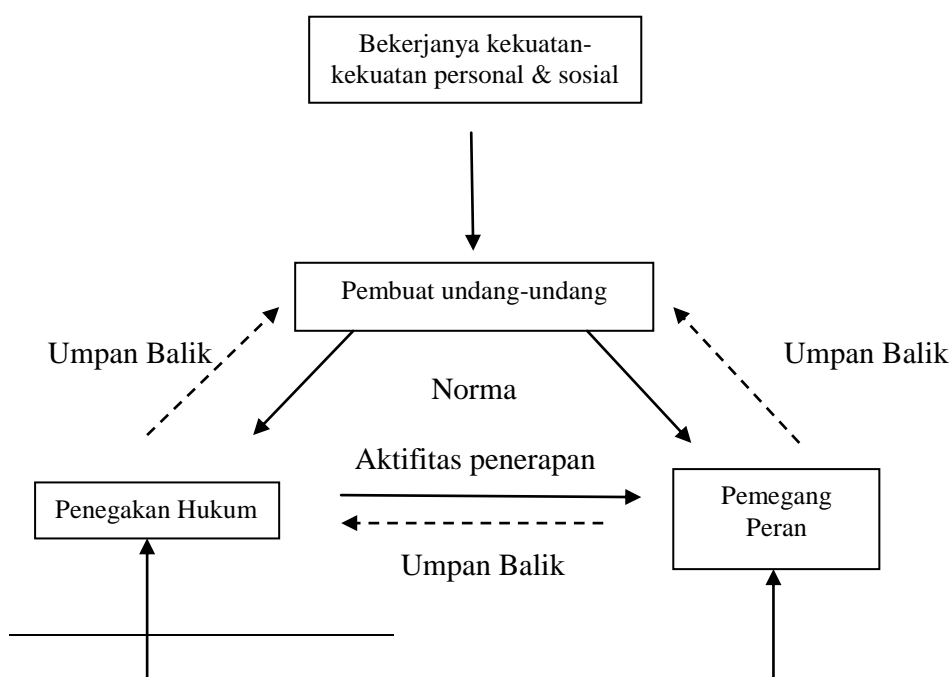 Bekerjanya kekuatan-
kekuatan personal & sosial
Pembuat undang-undang
Umpan Balik
Umpan Balik
Norma
Aktifitas penerapan
Penegakan Hukum
Pemegang
Peran
Umpan Balik